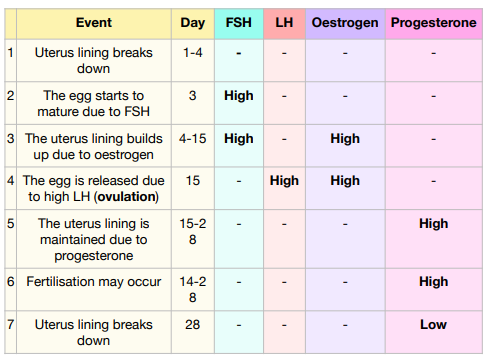 Event Day FSH LH Oestrogen Progesterone
1 Uterus lining breaks down 1-4 - - - -
2 The egg starts to mature due to FSH 3 High - - -
3 The uterus lining builds up due to oestrogen 4-15 High - High -
4 The egg is released due to high LH (ovulation) 15 - High High -
5 The uterus lining is maintained due to progesterone 15-28 - - - High
6 Fertilisation may occur 14-28 - - - High
7 Uterus lining breaks down 28 - - - Low